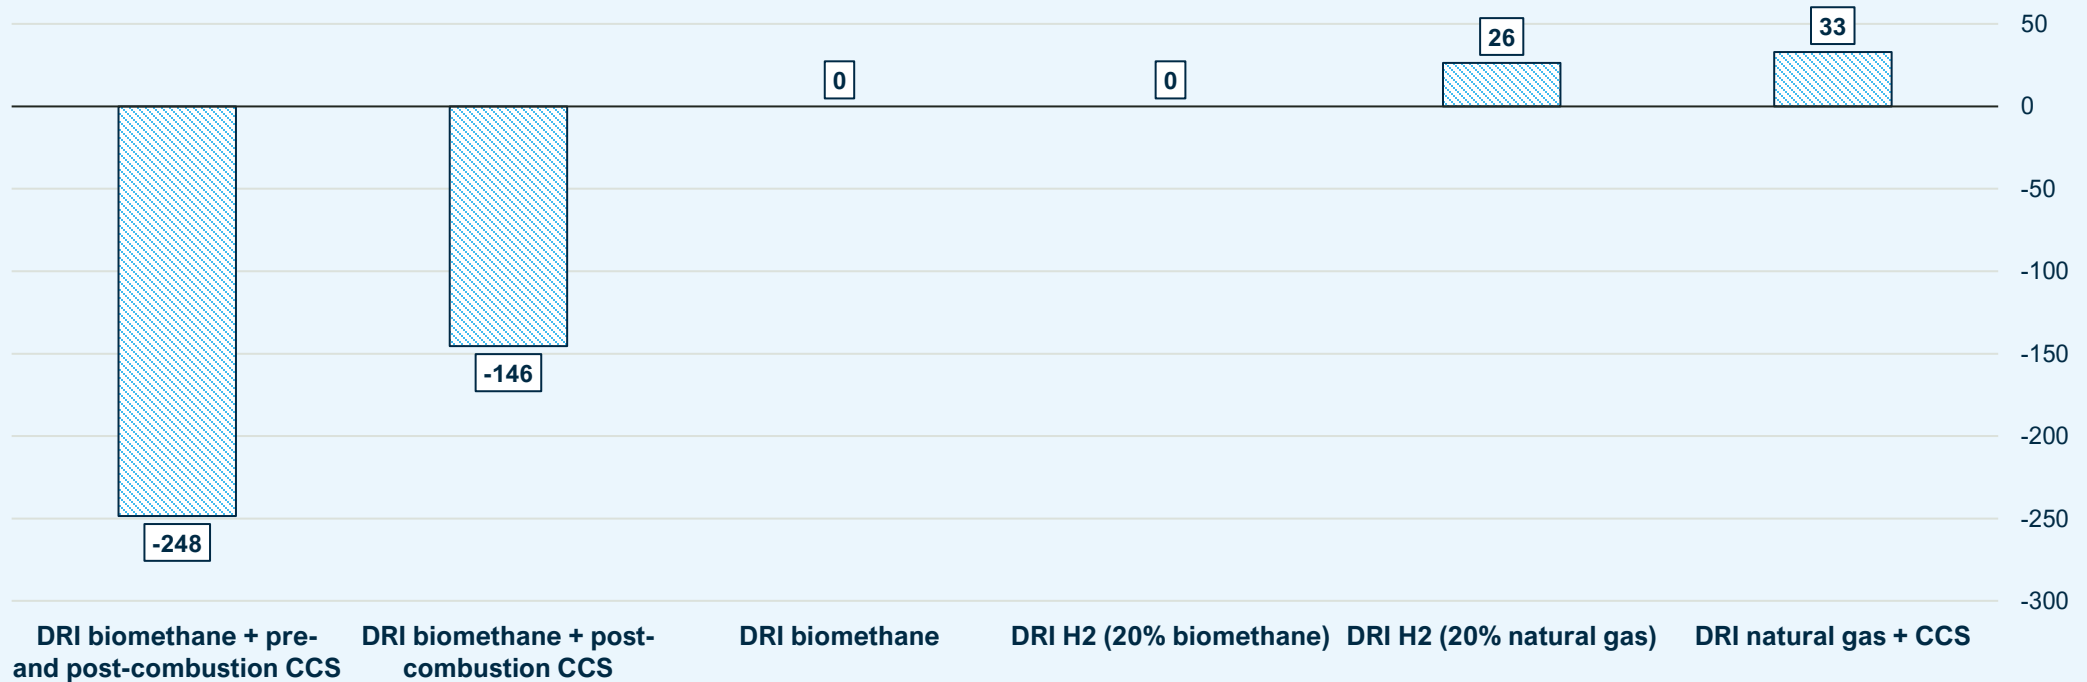 33
50
26
0
0
0
-50
-100
-150
-146
-200
-250
-248
-300
DRI biomethane + pre-
and post-combustion CCS
DRI biomethane + post-
combustion CCS
DRI biomethane
DRI H2 (20% biomethane)
DRI H2 (20% natural gas)
DRI natural gas + CCS